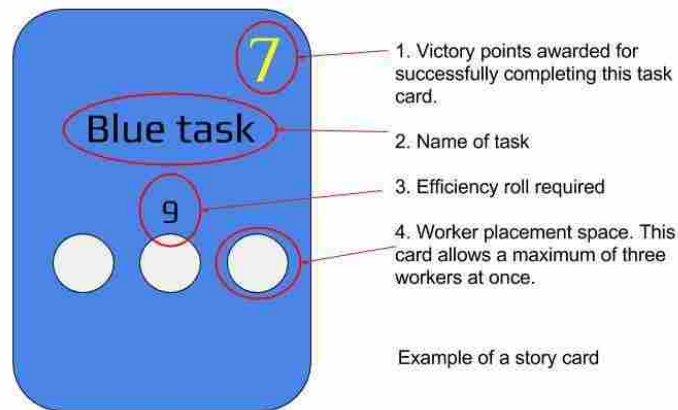 7
1. Victory points awarded for
successfully completing this task
card.
Blue task
2. Name of task
3. Efficiency roll required
9
4. Worker placement space. This
card allows a maximum of three
workers at once.
Example of a story card